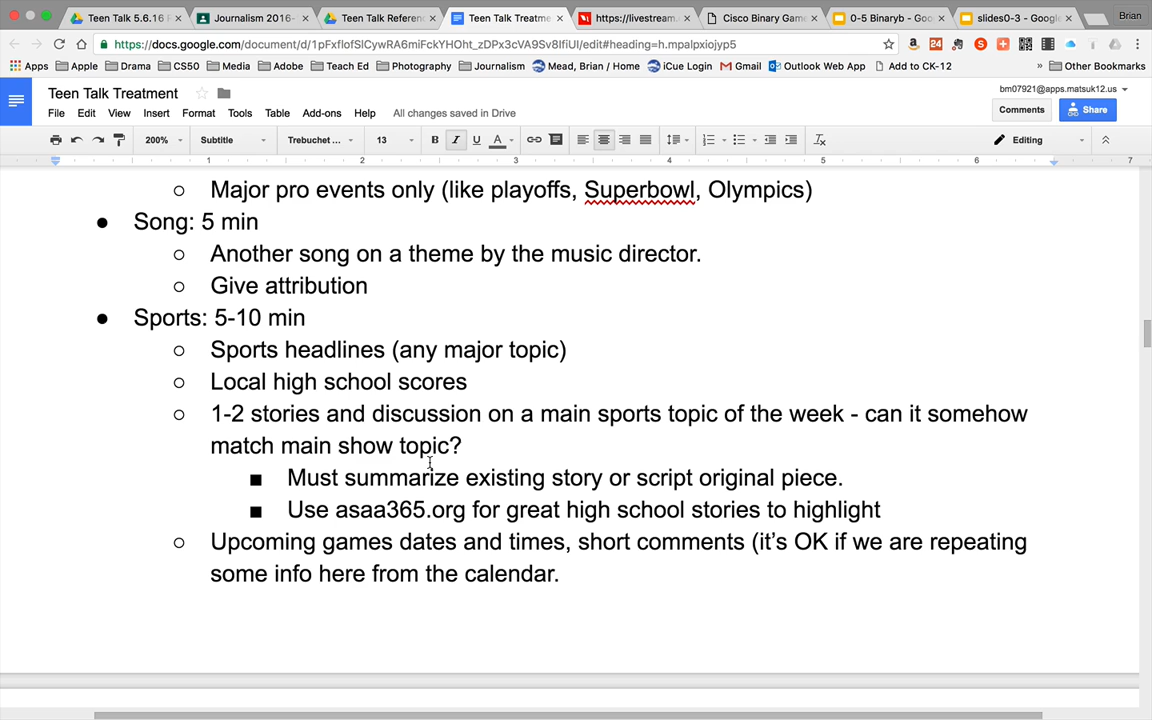 Teen Talk 5.6.16
Journalism 2016-
Teen Talk Referen
Teen Talk Treatme
https://livestream.
Cisco Binary Game
0-5 Binaryb - Goo
slides0-3 - Googl
Brian
https://docs.google.com/document/d/1pFxflofSlCywRA6miFckYHOht_zDPx3cVA9Sv8IfiUI/edit#heading=h.mpalpxiojyp5
Apps Apple Drama CS50 Media Adobe Teach Ed Photography Journalism Mead, Brian / Home iCue Login Gmail Outlook Web App Add to CK-12 » Other Bookmarks
Teen Talk Treatment
bm07921@apps.matsuk12.us
File Edit View Insert Format Tools Table Add-ons Help All changes saved in Drive
Comments Share
200% Subtitle Trebuchet ... 13 B I U A Editing
1 2 3 4 5 6 7
○ Major pro events only (like playoffs, Superbowl, Olympics)
● Song: 5 min
○ Another song on a theme by the music director.
○ Give attribution
● Sports: 5-10 min
○ Sports headlines (any major topic)
○ Local high school scores
○ 1-2 stories and discussion on a main sports topic of the week - can it somehow
match main show topic?
■ Must summarize existing story or script original piece.
■ Use asaa365.org for great high school stories to highlight
○ Upcoming games dates and times, short comments (it’s OK if we are repeating
some info here from the calendar.